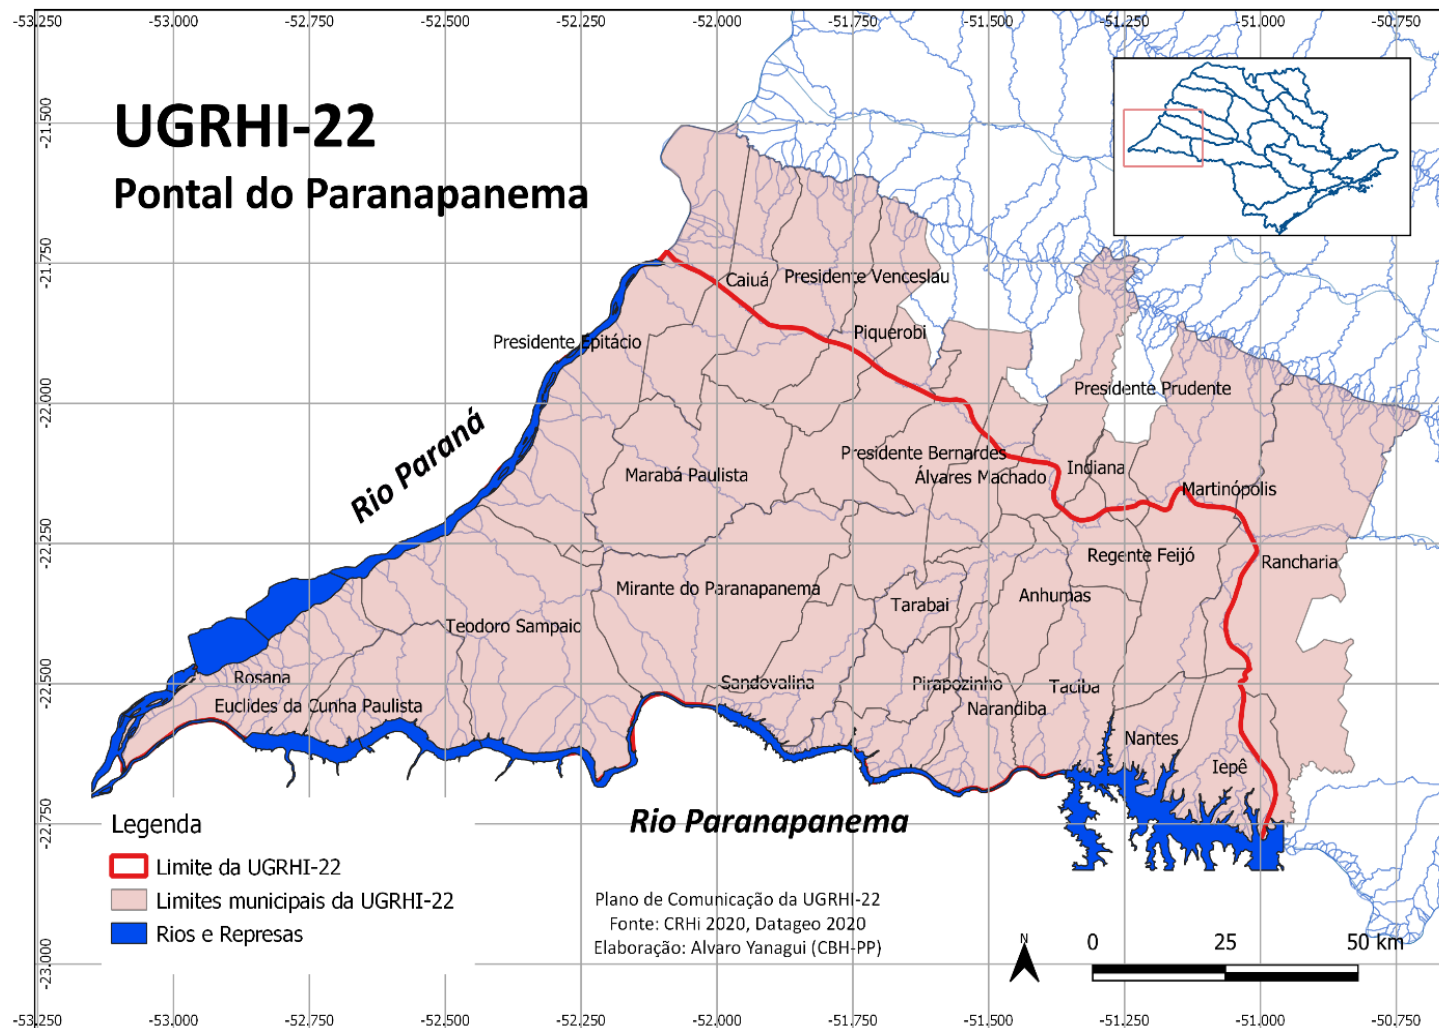 -53.250 -53.000 -52.750 -52.500 -52.250 -52.000 -51.750 -51.500 -51.250 -51.000 -50.750
UGRHI-22
Pontal do Paranapanema
-21.500
-21.750
-22.000
-22.250
-22.500
-22.750
-23.000
Caiuá
Presidente Venceslau
Presidente Epitácio
Piquerobi
Presidente Prudente
Rio Paraná
Presidente Bernardes
Indiana
Marabá Paulista
Álvares Machado
Martinópolis
Regente Feijó
Rancharia
Mirante do Paranapanema
Tarabai
Anhumas
Teodoro Sampaio
Rosana
Sandovalina
Pirapozinho
Taciba
Euclides da Cunha Paulista
Narandiba
Nantes
Iepê
Rio Paranapanema
Legenda
Limite da UGRHI-22
Limites municipais da UGRHI-22
Rios e Represas
Plano de Comunicação da UGRHI-22
Fonte: CRHi 2020, Datageo 2020
Elaboração: Alvaro Yanagui (CBH-PP)
N
0 25 50 km
-53.250 -53.000 -52.750 -52.500 -52.250 -52.000 -51.750 -51.500 -51.250 -51.000 -50.750